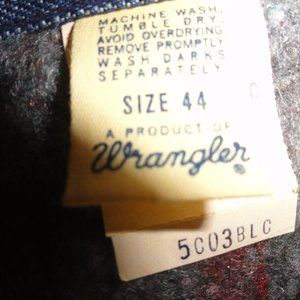 MACHINE WASH,
TUMBLE DRY.
AVOID OVERDRYING
REMOVE PROMPTLY
WASH DARKS
SEPARATELY
SIZE 44
A PRODUCT OF
Wrangler®
5C03BLC